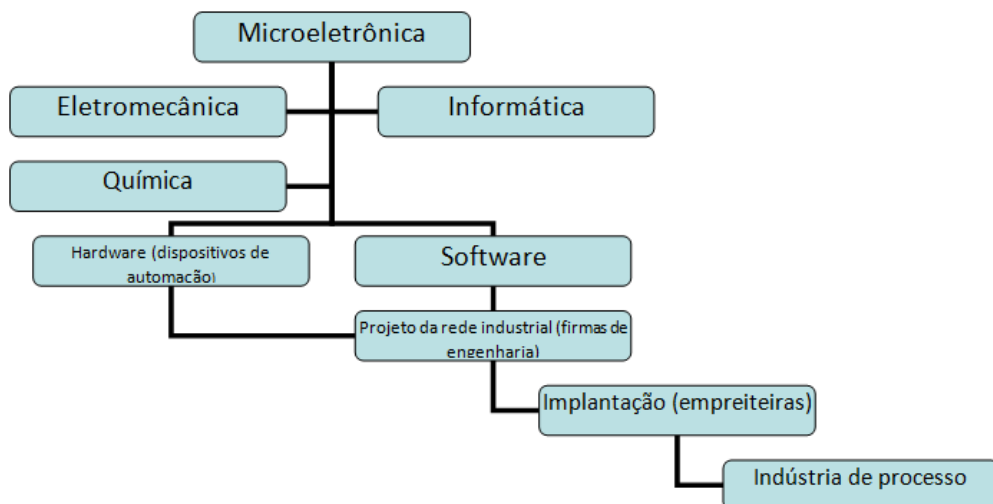 Microeletrônica
Eletromecânica
Informática
Química
Hardware (dispositivos de
automação)
Software
Projeto da rede industrial (firmas de
engenharia)
Implantação (empreiteiras)
Indústria de processo